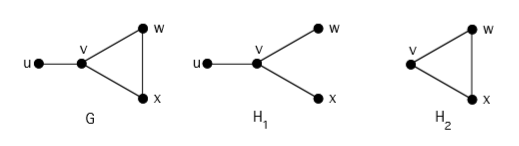 w w w
v v v
u u
x x x
G H₁ H₂